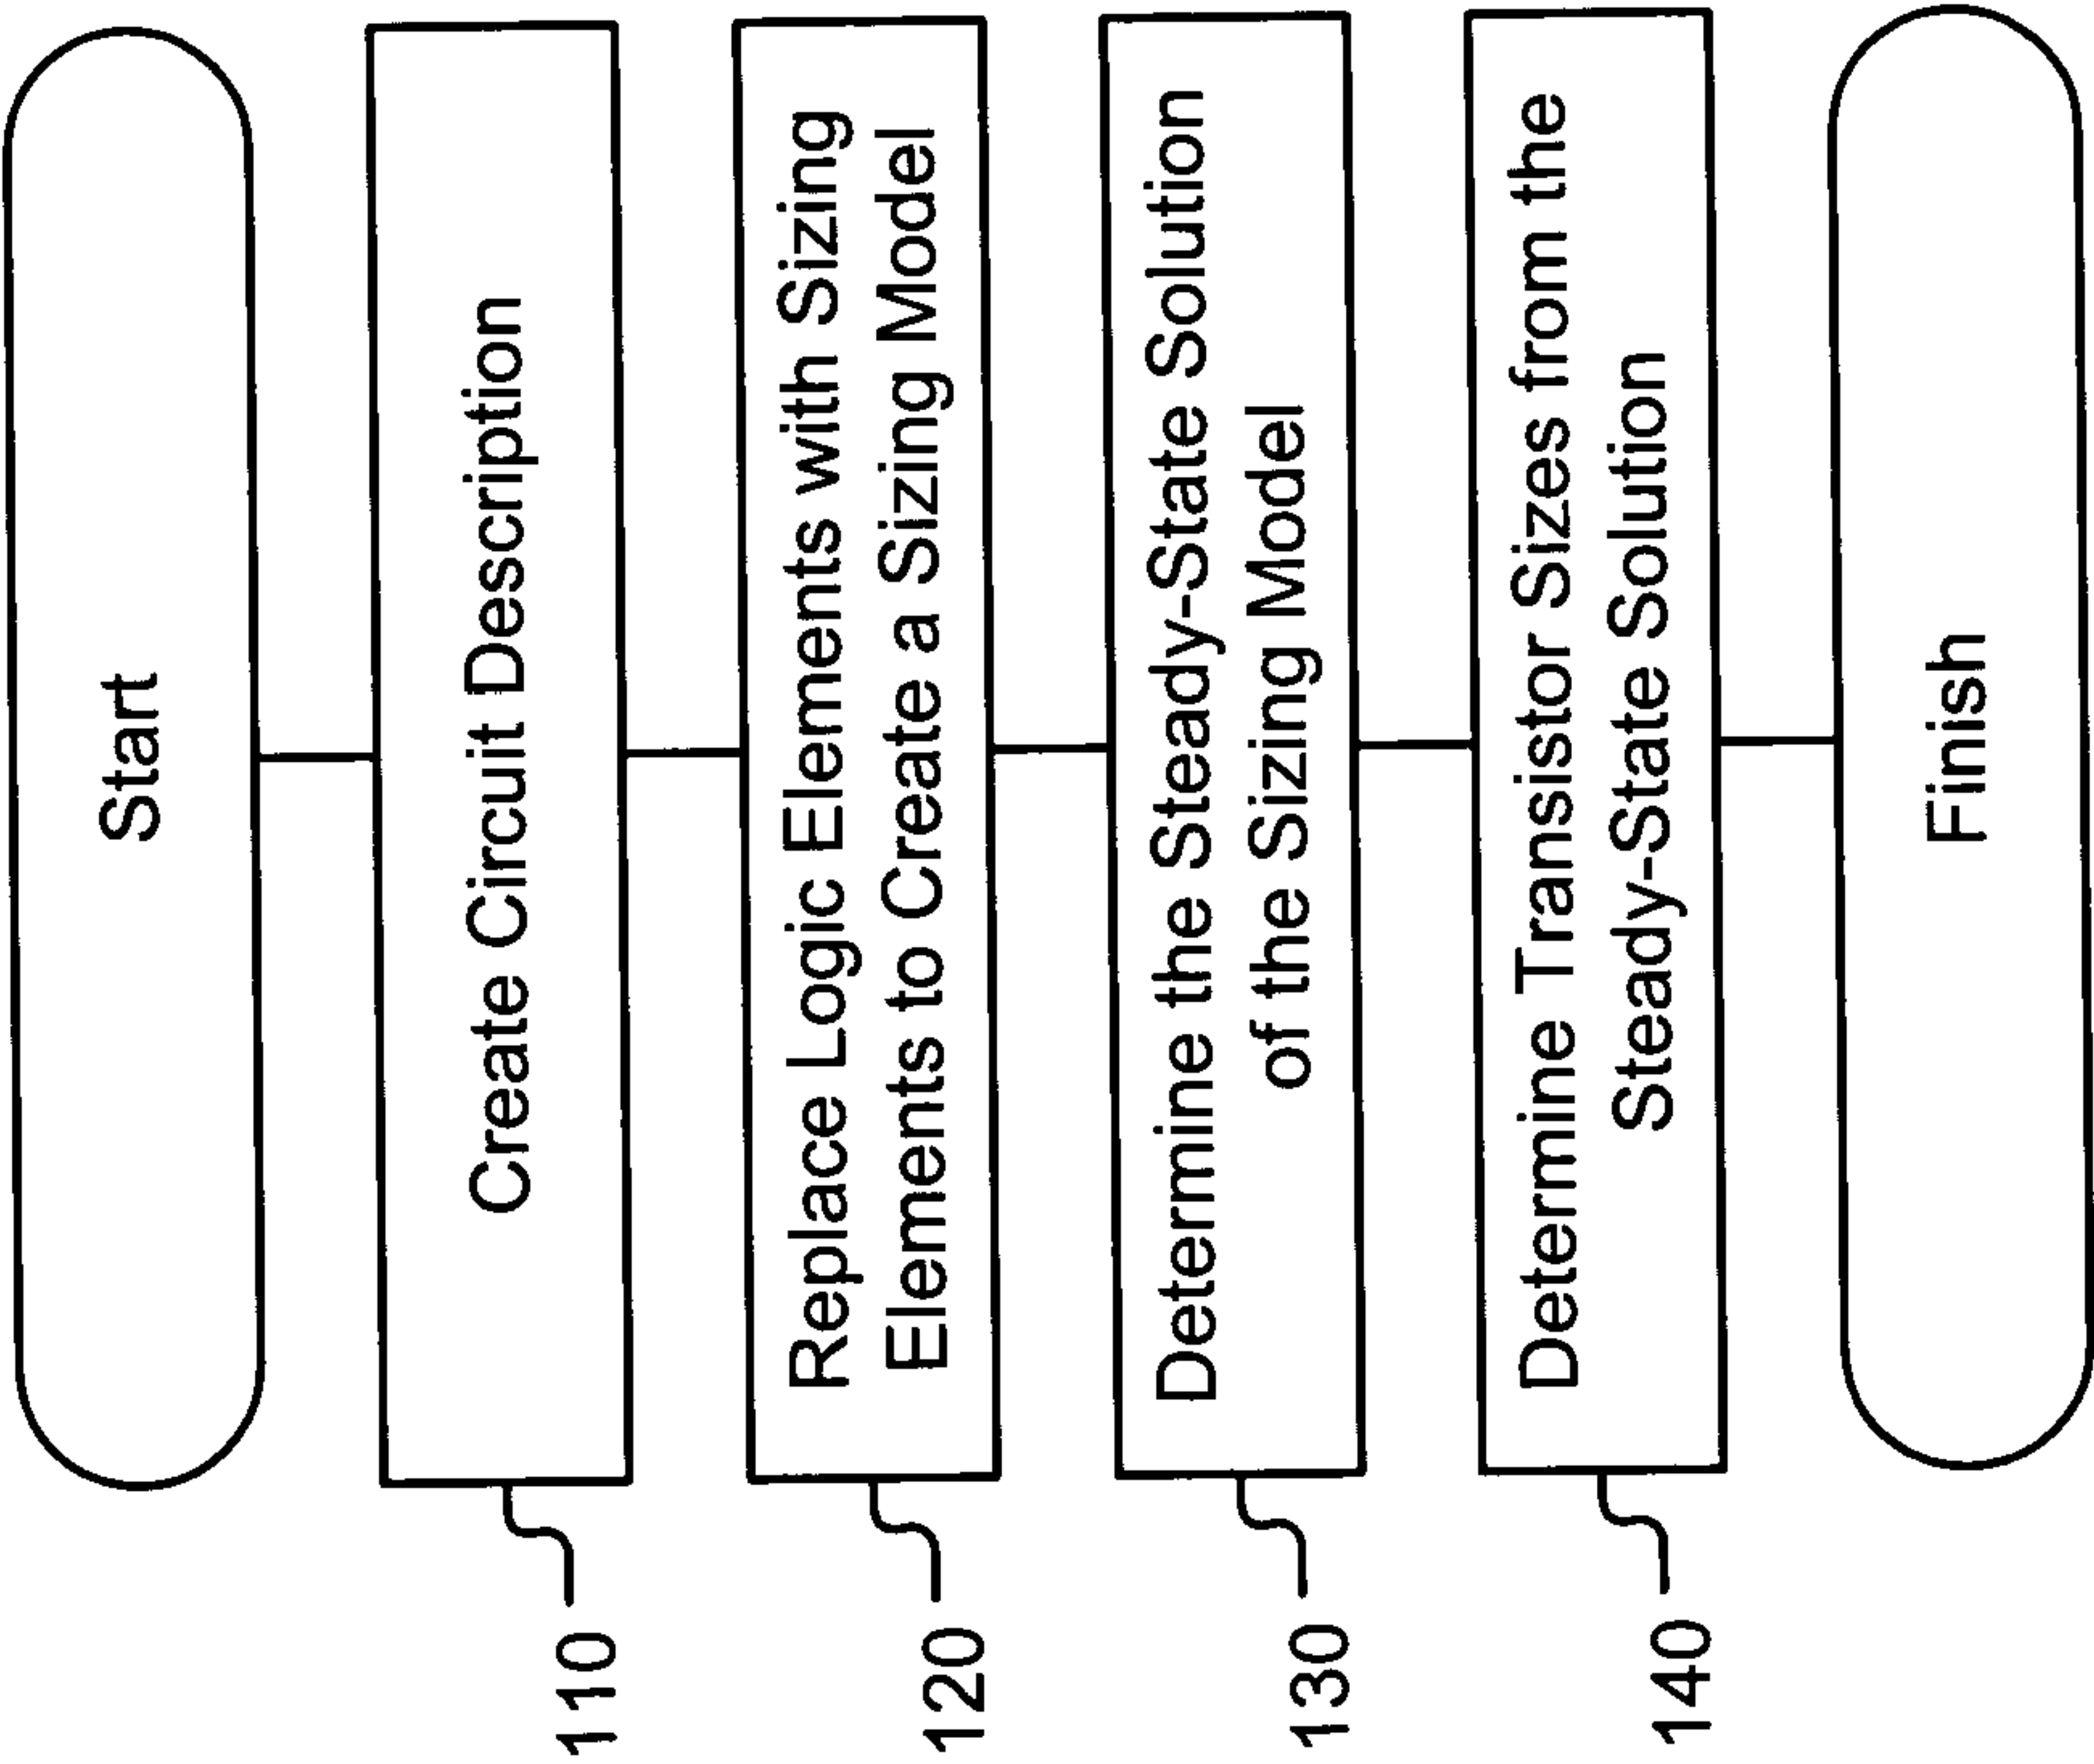 Start
110
Create Circuit Description
120
Replace Logic Elements with Sizing
Elements to Create a Sizing Model
130
Determine the Steady-State Solution
of the Sizing Model
140
Determine Transistor Sizes from the
Steady-State Solution
Finish